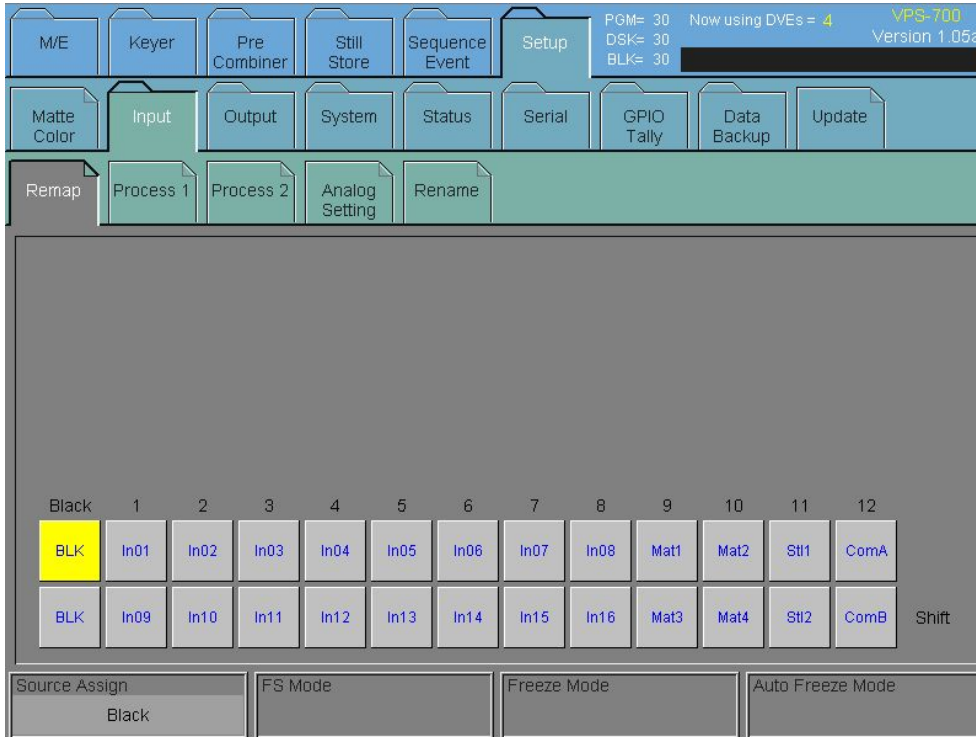 M/E Keyer Pre Combiner Still Store Sequence Event Setup
PGM= 30 Now using DVEs = 4 VPS-700
DSK= 30 Version 1.05a
BLK= 30
Matte Color Input Output System Status Serial GPIO Tally Data Backup Update
Remap Process 1 Process 2 Analog Setting Rename
Black 1 2 3 4 5 6 7 8 9 10 11 12
BLK In01 In02 In03 In04 In05 In06 In07 In08 Mat1 Mat2 Stl1 ComA
BLK In09 In10 In11 In12 In13 In14 In15 In16 Mat3 Mat4 Stl2 ComB Shift
Source Assign FS Mode Freeze Mode Auto Freeze Mode
Black